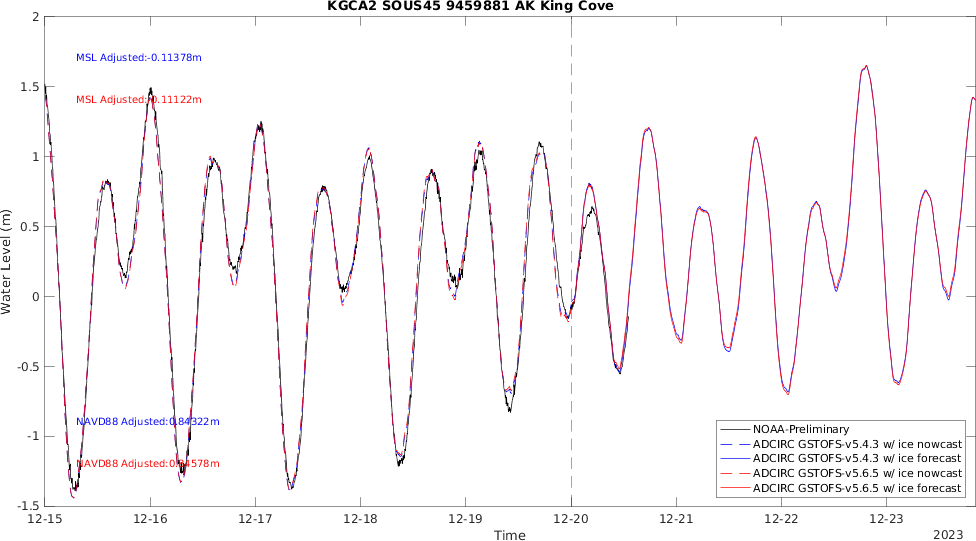 KGCA2 SOUS45 9459881 AK King Cove
Water Level (m)
2
1.5
1
0.5
0
-0.5
-1
-1.5
MSL Adjusted:-0.11378m
MSL Adjusted:-0.11122m
NAVD88 Adjusted:0.84322m
NAVD88 Adjusted:0.84578m
NOAA-Preliminary
ADCIRC GSTOFS-v5.4.3 w/ ice nowcast
ADCIRC GSTOFS-v5.4.3 w/ ice forecast
ADCIRC GSTOFS-v5.6.5 w/ ice nowcast
ADCIRC GSTOFS-v5.6.5 w/ ice forecast
12-15 12-16 12-17 12-18 12-19 12-20 12-21 12-22 12-23
Time
2023